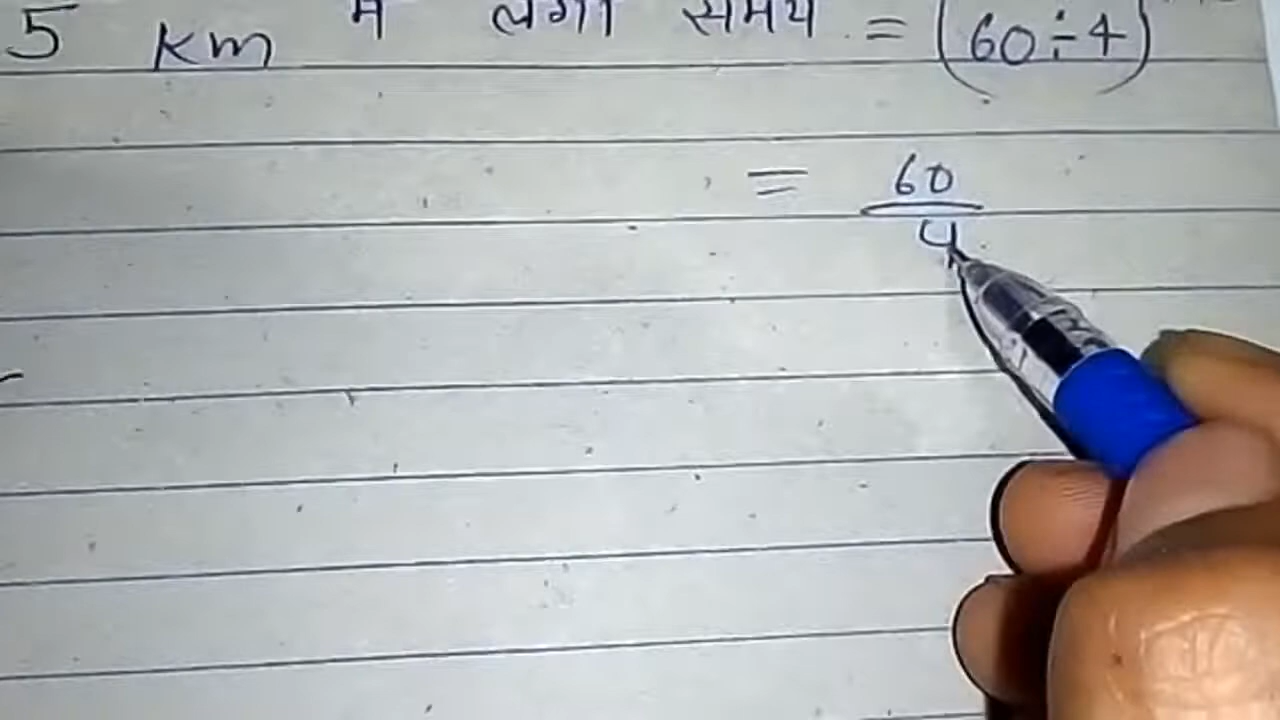 5 km में लगा समय = (60÷4)
= 60/4